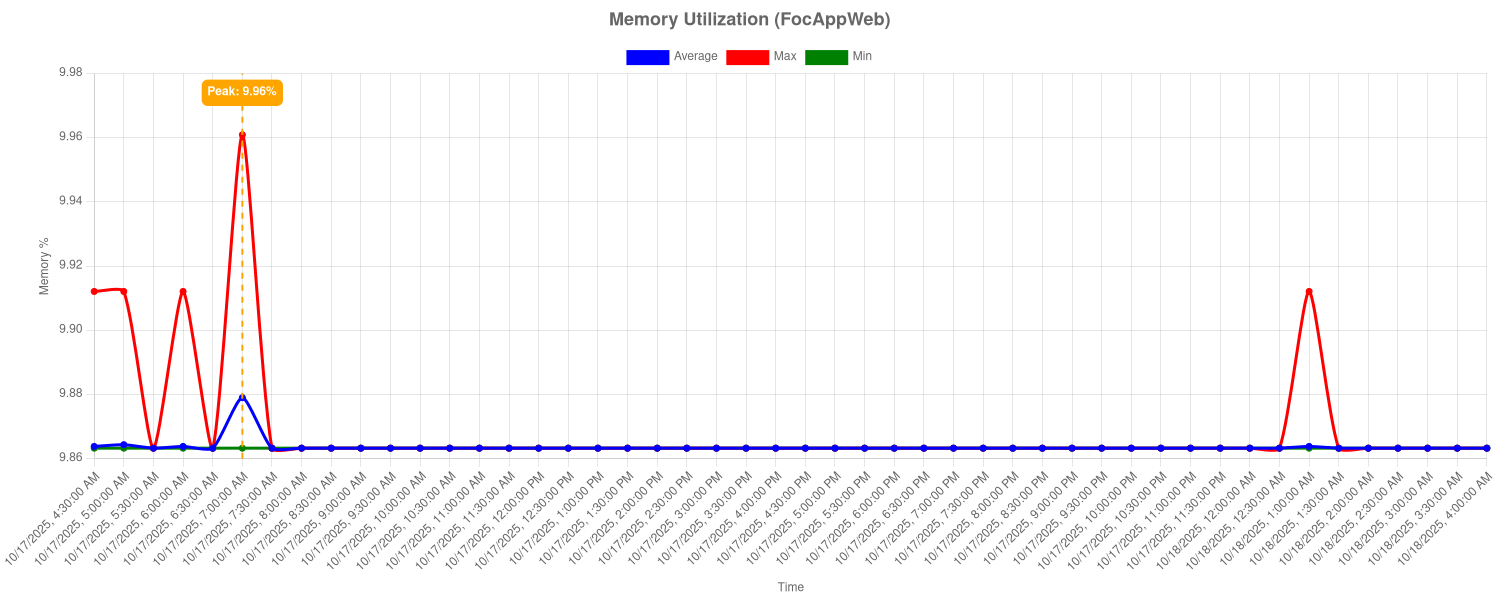 Memory Utilization (FocAppWeb)
Average Max Min
Peak: 9.96%
9.98
9.96
9.94
9.92
9.90
9.88
9.86
Memory %
10/17/2025, 4:30:00 AM
10/17/2025, 5:00:00 AM
10/17/2025, 5:30:00 AM
10/17/2025, 6:00:00 AM
10/17/2025, 6:30:00 AM
10/17/2025, 7:00:00 AM
10/17/2025, 7:30:00 AM
10/17/2025, 8:00:00 AM
10/17/2025, 8:30:00 AM
10/17/2025, 9:00:00 AM
10/17/2025, 9:30:00 AM
10/17/2025, 10:00:00 AM
10/17/2025, 10:30:00 AM
10/17/2025, 11:00:00 AM
10/17/2025, 11:30:00 AM
10/17/2025, 12:00:00 PM
10/17/2025, 12:30:00 PM
10/17/2025, 1:00:00 PM
10/17/2025, 1:30:00 PM
10/17/2025, 2:00:00 PM
10/17/2025, 2:30:00 PM
10/17/2025, 3:00:00 PM
10/17/2025, 3:30:00 PM
10/17/2025, 4:00:00 PM
10/17/2025, 4:30:00 PM
10/17/2025, 5:00:00 PM
10/17/2025, 5:30:00 PM
10/17/2025, 6:00:00 PM
10/17/2025, 6:30:00 PM
10/17/2025, 7:00:00 PM
10/17/2025, 7:30:00 PM
10/17/2025, 8:00:00 PM
10/17/2025, 8:30:00 PM
10/17/2025, 9:00:00 PM
10/17/2025, 9:30:00 PM
10/17/2025, 10:00:00 PM
10/17/2025, 10:30:00 PM
10/17/2025, 11:00:00 PM
10/17/2025, 11:30:00 PM
10/18/2025, 12:00:00 AM
10/18/2025, 12:30:00 AM
10/18/2025, 1:00:00 AM
10/18/2025, 1:30:00 AM
10/18/2025, 2:00:00 AM
10/18/2025, 2:30:00 AM
10/18/2025, 3:00:00 AM
10/18/2025, 3:30:00 AM
10/18/2025, 4:00:00 AM
Time